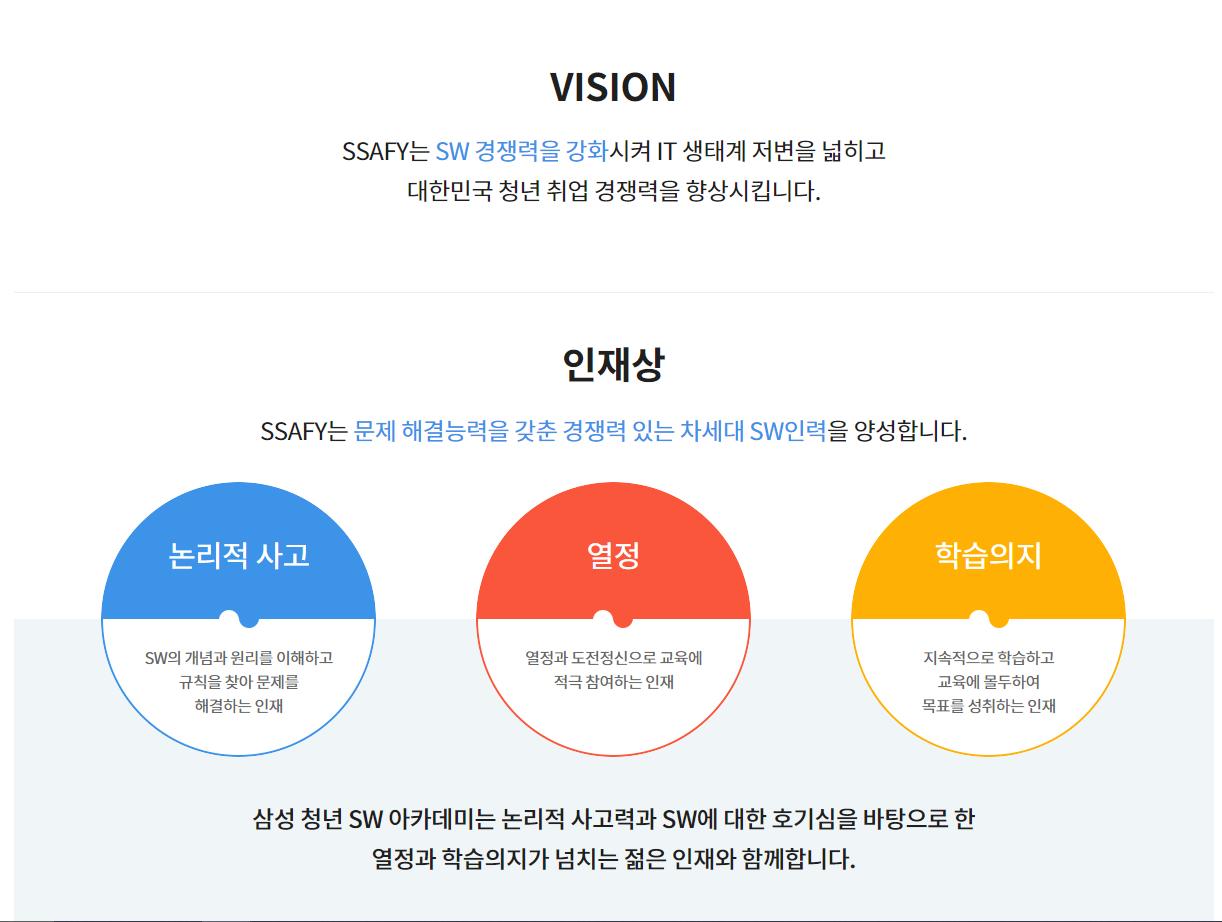 VISION
SSAFY는 SW 경쟁력을 강화시켜 IT 생태계 저변을 넓히고
대한민국 청년 취업 경쟁력을 향상시킵니다.
인재상
SSAFY는 문제 해결능력을 갖춘 경쟁력 있는 차세대 SW인력을 양성합니다.
논리적 사고
SW의 개념과 원리를 이해하고
규칙을 찾아 문제를
해결하는 인재
열정
열정과 도전정신으로 교육에
적극 참여하는 인재
학습의지
지속적으로 학습하고
교육에 몰두하여
목표를 성취하는 인재
삼성 청년 SW 아카데미는 논리적 사고력과 SW에 대한 호기심을 바탕으로 한
열정과 학습의지가 넘치는 젊은 인재와 함께합니다.